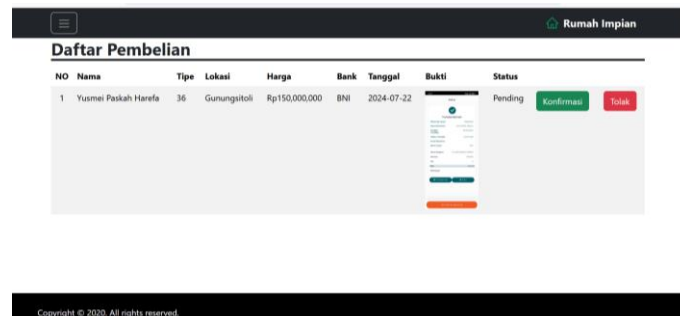 Rumah Impian
Daftar Pembelian
NO Nama Tipe Lokasi Harga Bank Tanggal Bukti Status
1 Yusmei Paskah Harefa 36 Gunungsitoli Rp150,000,000 BNI 2024-07-22 Pending Konfirmasi Tolak
Copyright © 2020. All rights reserved.